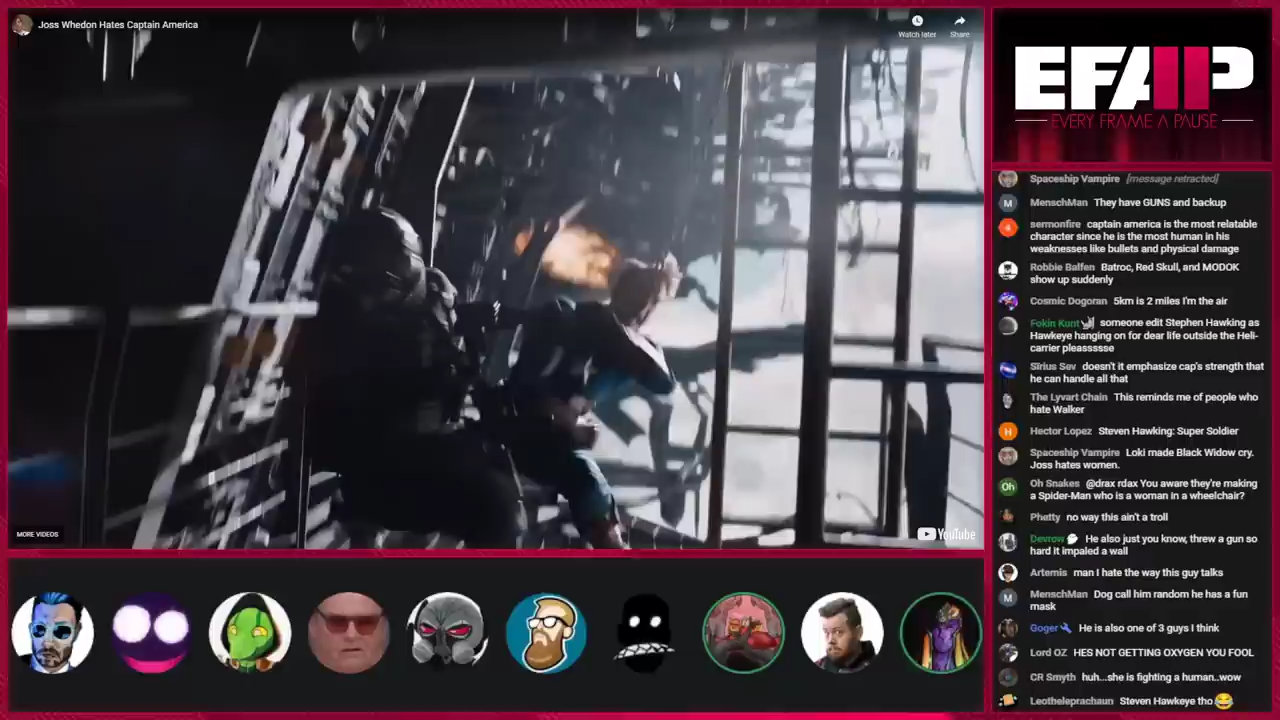 Joss Whedon Hates Captain America
Watch later
Share
MORE VIDEOS
YouTube
EFAP
EVERY FRAME A PAUSE
Spaceship Vampire [message retracted]
M
MenschMan They have GUNS and backup
sermonfire captain america is the most relatable
character since he is the most human in his
weaknesses like bullets and physical damage
Robbie Balfen Batroc, Red Skull, and MODOK
show up suddenly
Cosmic Dogoran 5km is 2 miles I'm the air
Fokin Kunt someone edit Stephen Hawking as
Hawkeye hanging on for dear life outside the Heli-
carrier pleasssse
Sirius Sev doesn't it emphasize cap's strength that
he can handle all that
The Lyvart Chain This reminds me of people who
hate Walker
H
Hector Lopez Steven Hawking: Super Soldier
Spaceship Vampire Loki made Black Widow cry.
Joss hates women.
Oh
Oh Snakes @drax rdax You aware they're making
a Spider-Man who is a woman in a wheelchair?
Phetty no way this ain't a troll
Devrow He also just you know, threw a gun so
hard it impaled a wall
Artemis man I hate the way this guy talks
M
MenschMan Dog call him random he has a fun
mask
Goger He is also one of 3 guys I think
Lord OZ HES NOT GETTING OXYGEN YOU FOOL
CR Smyth huh...she is fighting a human..wow
Leotheleprachaun Steven Hawkeye tho😂